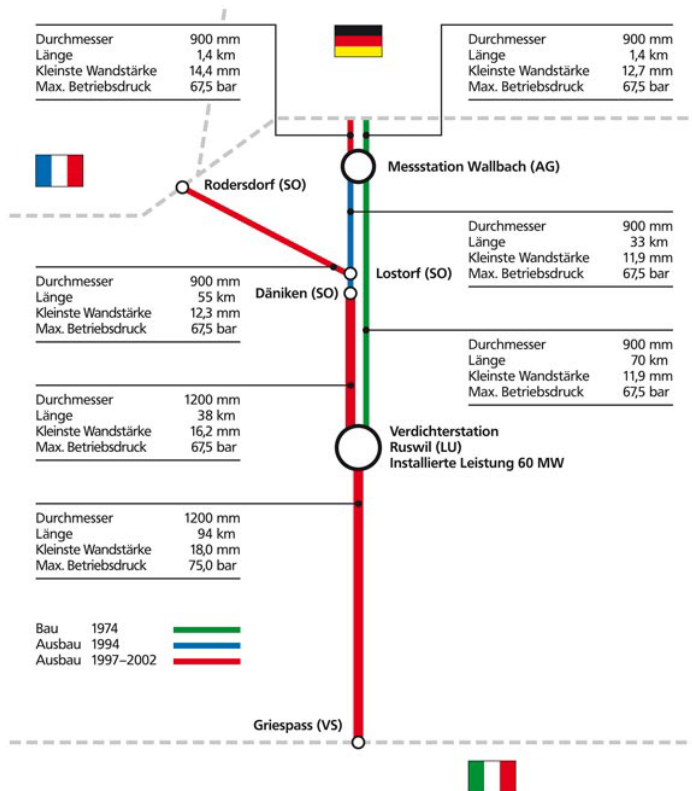 Durchmesser 900 mm
Länge 1,4 km
Kleinste Wandstärke 14,4 mm
Max. Betriebsdruck 67,5 bar
Durchmesser 900 mm
Länge 1,4 km
Kleinste Wandstärke 12,7 mm
Max. Betriebsdruck 67,5 bar
Messstation Wallbach (AG)
Rodersdorf (SO)
Durchmesser 900 mm
Länge 33 km
Kleinste Wandstärke 11,9 mm
Max. Betriebsdruck 67,5 bar
Lostorf (SO)
Däniken (SO)
Durchmesser 900 mm
Länge 55 km
Kleinste Wandstärke 12,3 mm
Max. Betriebsdruck 67,5 bar
Durchmesser 900 mm
Länge 70 km
Kleinste Wandstärke 11,9 mm
Max. Betriebsdruck 67,5 bar
Durchmesser 1200 mm
Länge 38 km
Kleinste Wandstärke 16,2 mm
Max. Betriebsdruck 67,5 bar
Verdichterstation
Ruswil (LU)
Installierte Leistung 60 MW
Durchmesser 1200 mm
Länge 94 km
Kleinste Wandstärke 18,0 mm
Max. Betriebsdruck 75,0 bar
Bau 1974
Ausbau 1994
Ausbau 1997–2002
Griespass (VS)